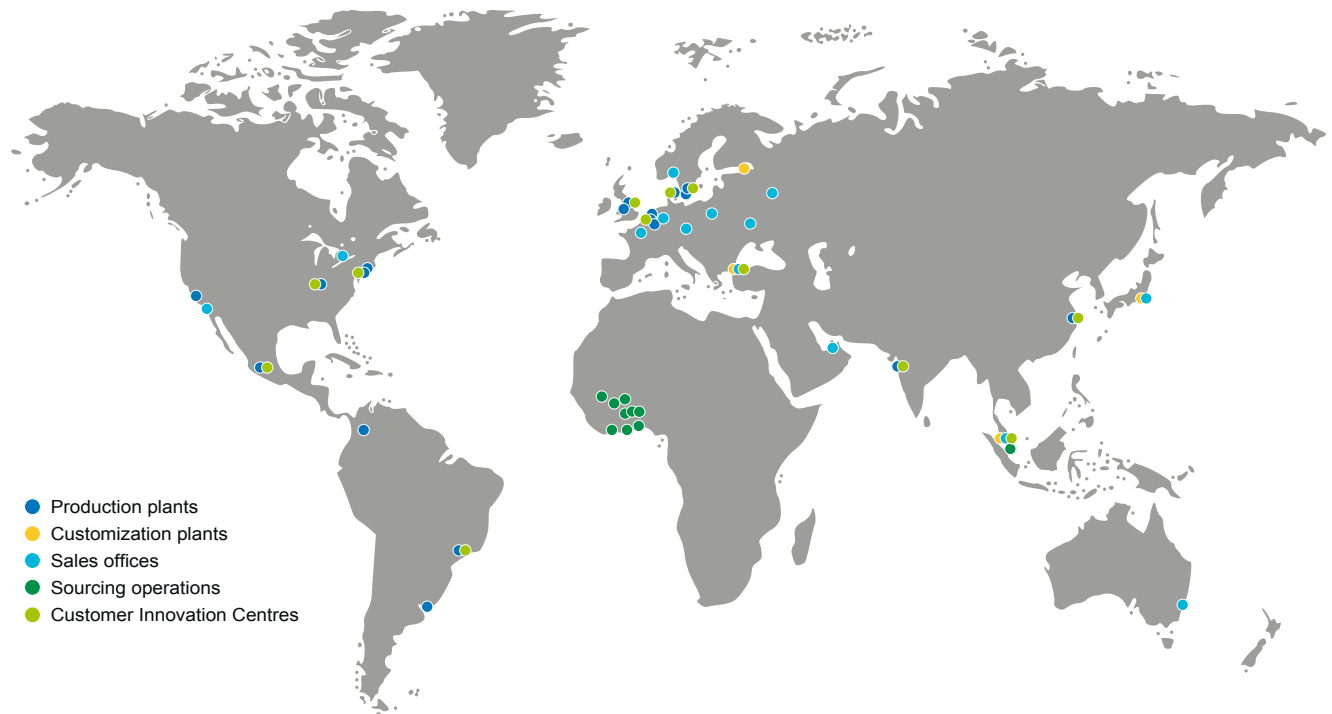 Production plants
Customization plants
Sales offices
Sourcing operations
Customer Innovation Centres